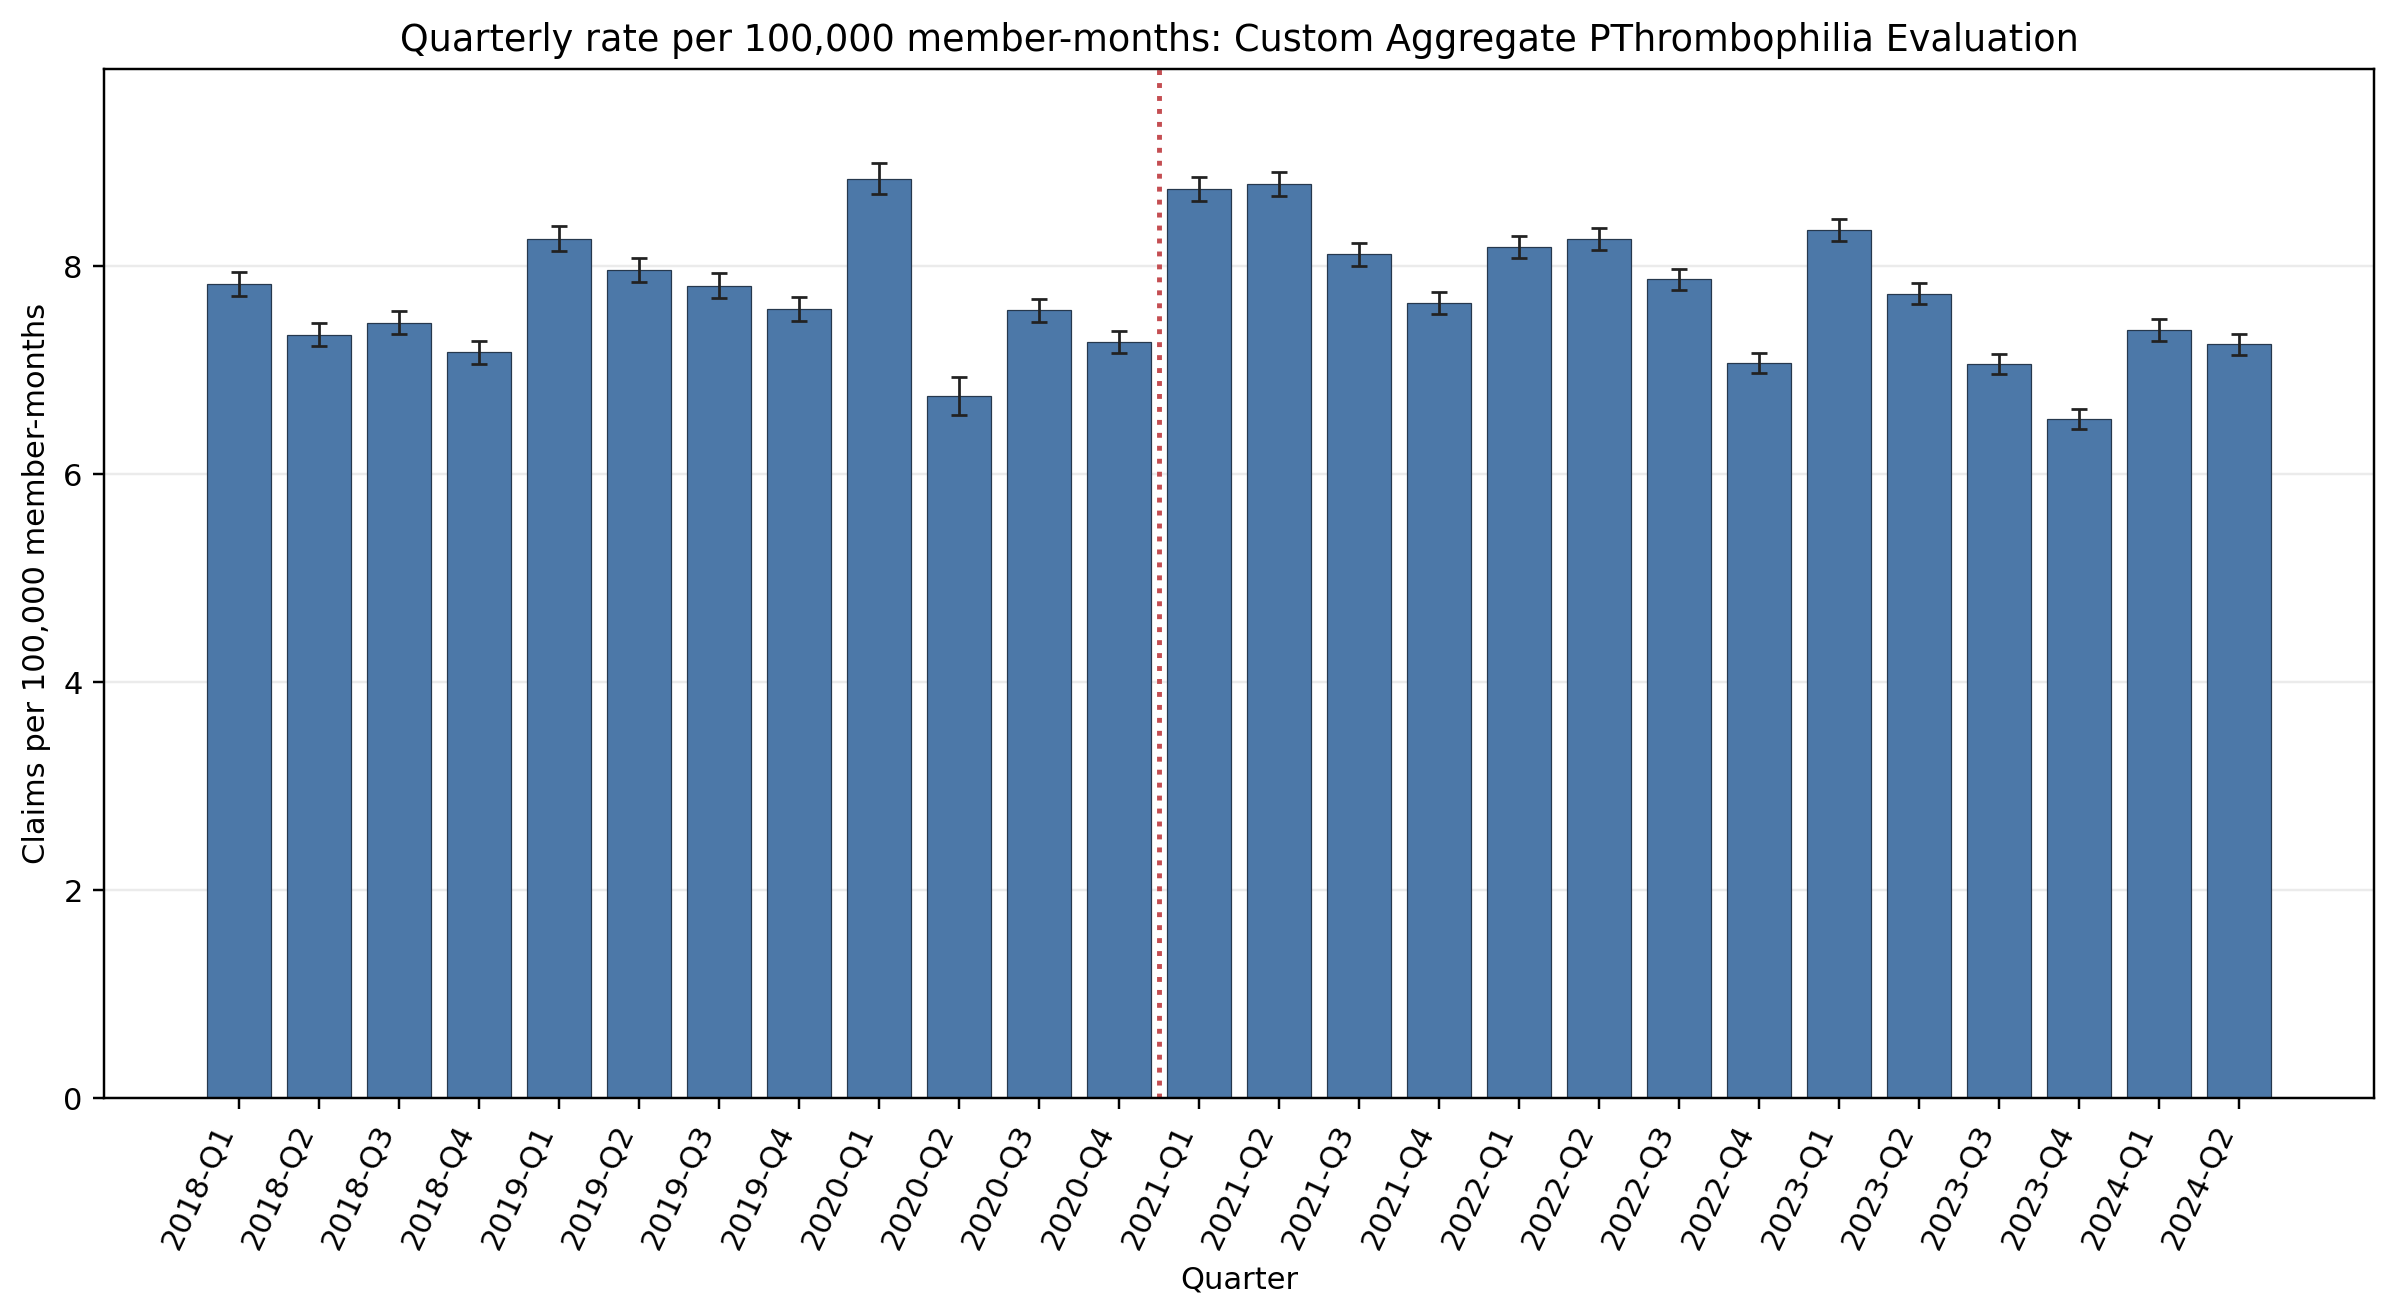 Quarterly rate per 100,000 member-months: Custom Aggregate PThrombophilia Evaluation
Claims per 100,000 member-months
8
6
4
2
0
2018-Q1
2018-Q2
2018-Q3
2018-Q4
2019-Q1
2019-Q2
2019-Q3
2019-Q4
2020-Q1
2020-Q2
2020-Q3
2020-Q4
2021-Q1
2021-Q2
2021-Q3
2021-Q4
2022-Q1
2022-Q2
2022-Q3
2022-Q4
2023-Q1
2023-Q2
2023-Q3
2023-Q4
2024-Q1
2024-Q2
Quarter